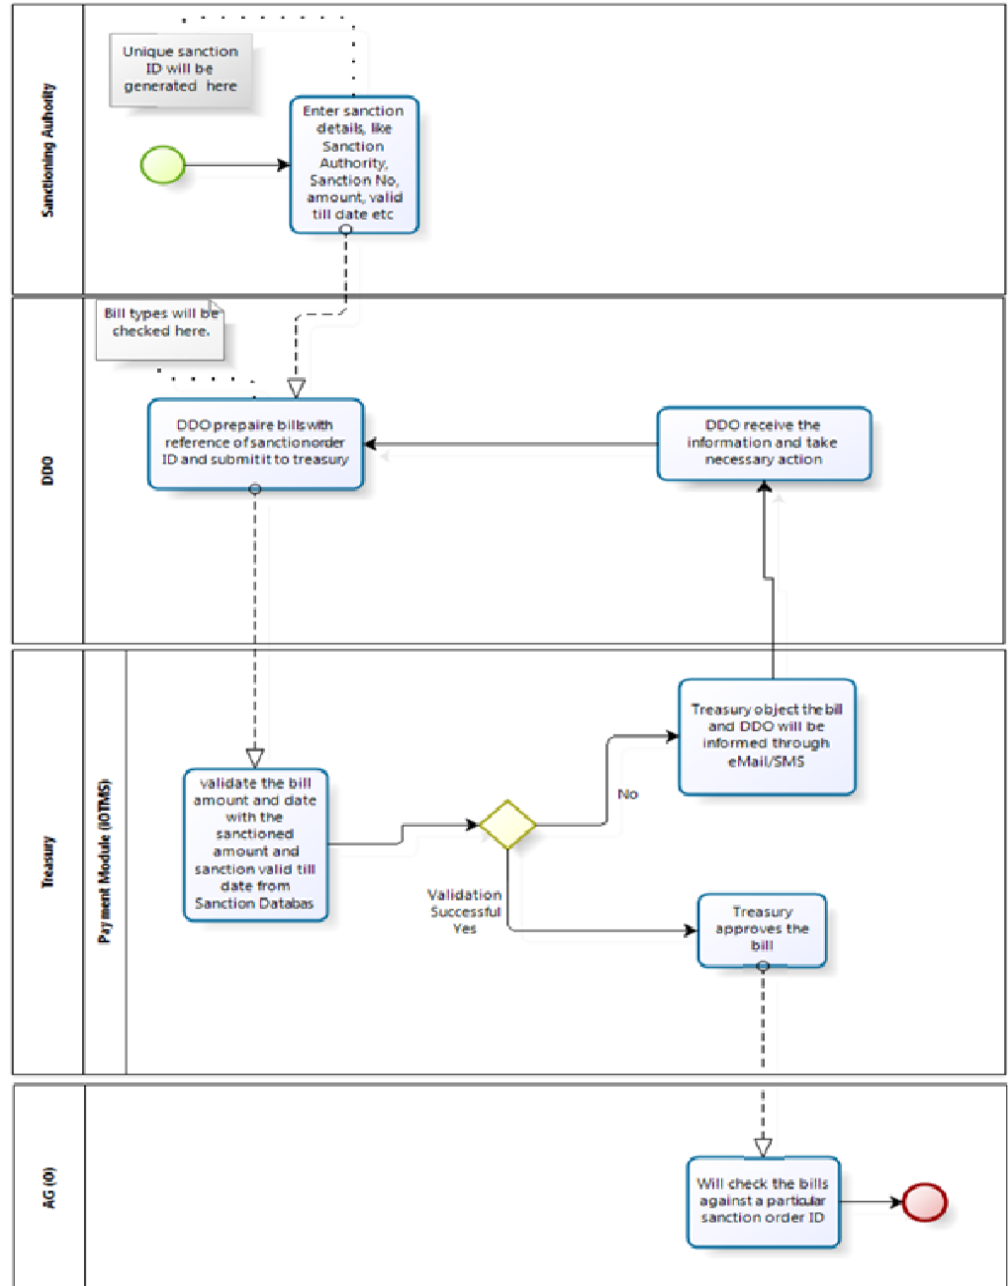 Sanctioning Auhority
Unique sanction
ID will be
generated here
Enter sanction
details, like
Sanction
Authority,
Sanction No,
amount, valid
till date etc
DDO
Bill types will be
checked here.
DDO prepaire bills with
reference of sanction order
ID and submit it to treasury
DDO receive the
information and take
necessary action
Treasury
Payment Module (iOTMS)
Treasury object the bill
and DDO will be
informed through
eMail/SMS
No
validate the bill
amount and date
with the
sanctioned
amount and
sanction valid till
date from
Sanction Databas
Validation
Successful
Yes
Treasury
approves the
bill
AG (O)
Will check the bills
against a particular
sanction order ID